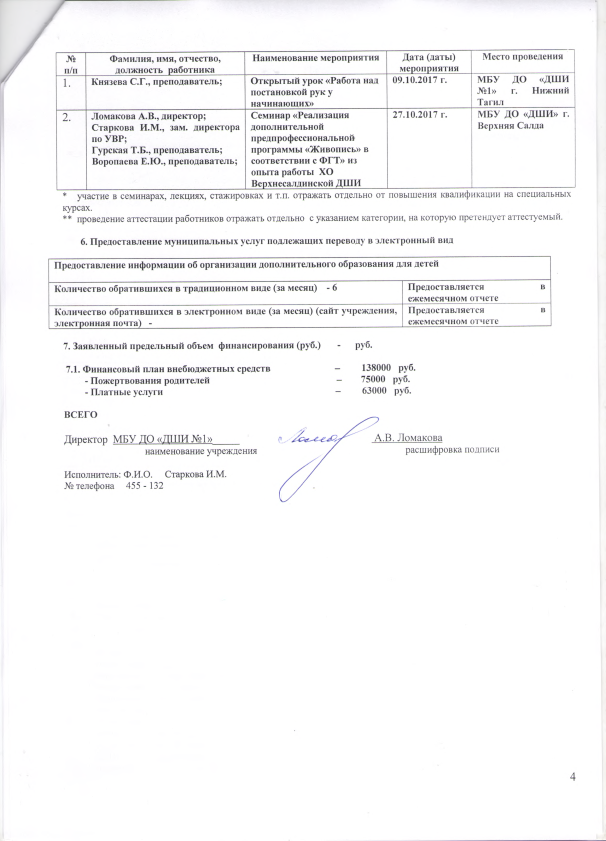 № п/п Фамилия, имя, отчество, должность работника Наименование мероприятия Дата (даты) мероприятия Место проведения
1. Князева С.Г., преподаватель; Открытый урок «Работа над постановкой рук у начинающих» 09.10.2017 г. МБУ ДО «ДШИ №1» г. Нижний Тагил
2. Ломакова А.В., директор;
Старкова И.М., зам. директора по УВР;
Гурская Т.Б., преподаватель;
Воропаева Е.Ю., преподаватель; Семинар «Реализация дополнительной предпрофессиональной программы «Живопись» в соответствии с ФГТ» из опыта работы ХО Верхнесалдинской ДШИ 27.10.2017 г. МБУ ДО «ДШИ» г. Верхняя Салда
* участие в семинарах, лекциях, стажировках и т.п. отражать отдельно от повышения квалификации на специальных
курсах.
** проведение аттестации работников отражать отдельно с указанием категории, на которую претендует аттестуемый.
6. Предоставление муниципальных услуг подлежащих переводу в электронный вид
Предоставление информации об организации дополнительного образования для детей
Количество обратившихся в традиционном виде (за месяц) - 6 Предоставляется в ежемесячном отчете
Количество обратившихся в электронном виде (за месяц) (сайт учреждения, электронная почта) - Предоставляется в ежемесячном отчете
7. Заявленный предельный объем финансирования (руб.) - руб.
7.1. Финансовый план внебюджетных средств – 138000 руб.
- Пожертвования родителей – 75000 руб.
- Платные услуги – 63000 руб.
ВСЕГО
Директор МБУ ДО «ДШИ №1» А.В. Ломакова
наименование учреждения расшифровка подписи
Исполнитель: Ф.И.О. Старкова И.М.
№ телефона 455 - 132
4